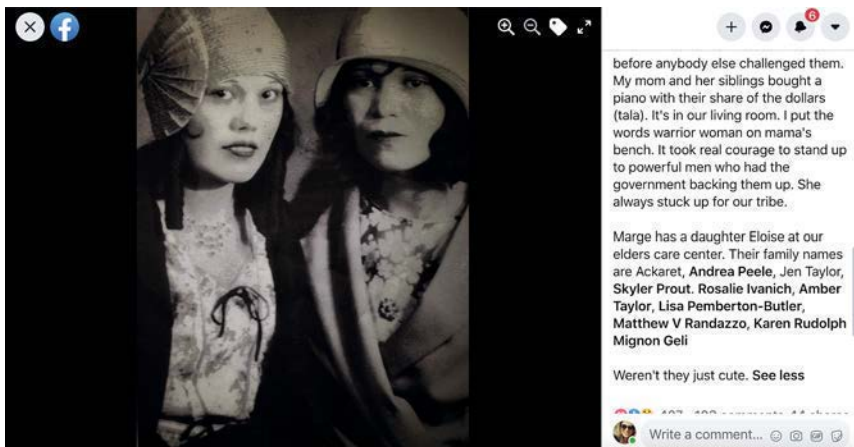 6
before anybody else challenged them.
My mom and her siblings bought a
piano with their share of the dollars
(tala). It's in our living room. I put the
words warrior woman on mama's
bench. It took real courage to stand up
to powerful men who had the
government backing them up. She
always stuck up for our tribe.
Marge has a daughter Eloise at our
elders care center. Their family names
are Ackaret, Andrea Peele, Jen Taylor,
Skyler Prout. Rosalie Ivanich, Amber
Taylor, Lisa Pemberton-Butler,
Matthew V Randazzo, Karen Rudolph
Mignon Geli
Weren't they just cute. See less
Write a comment...